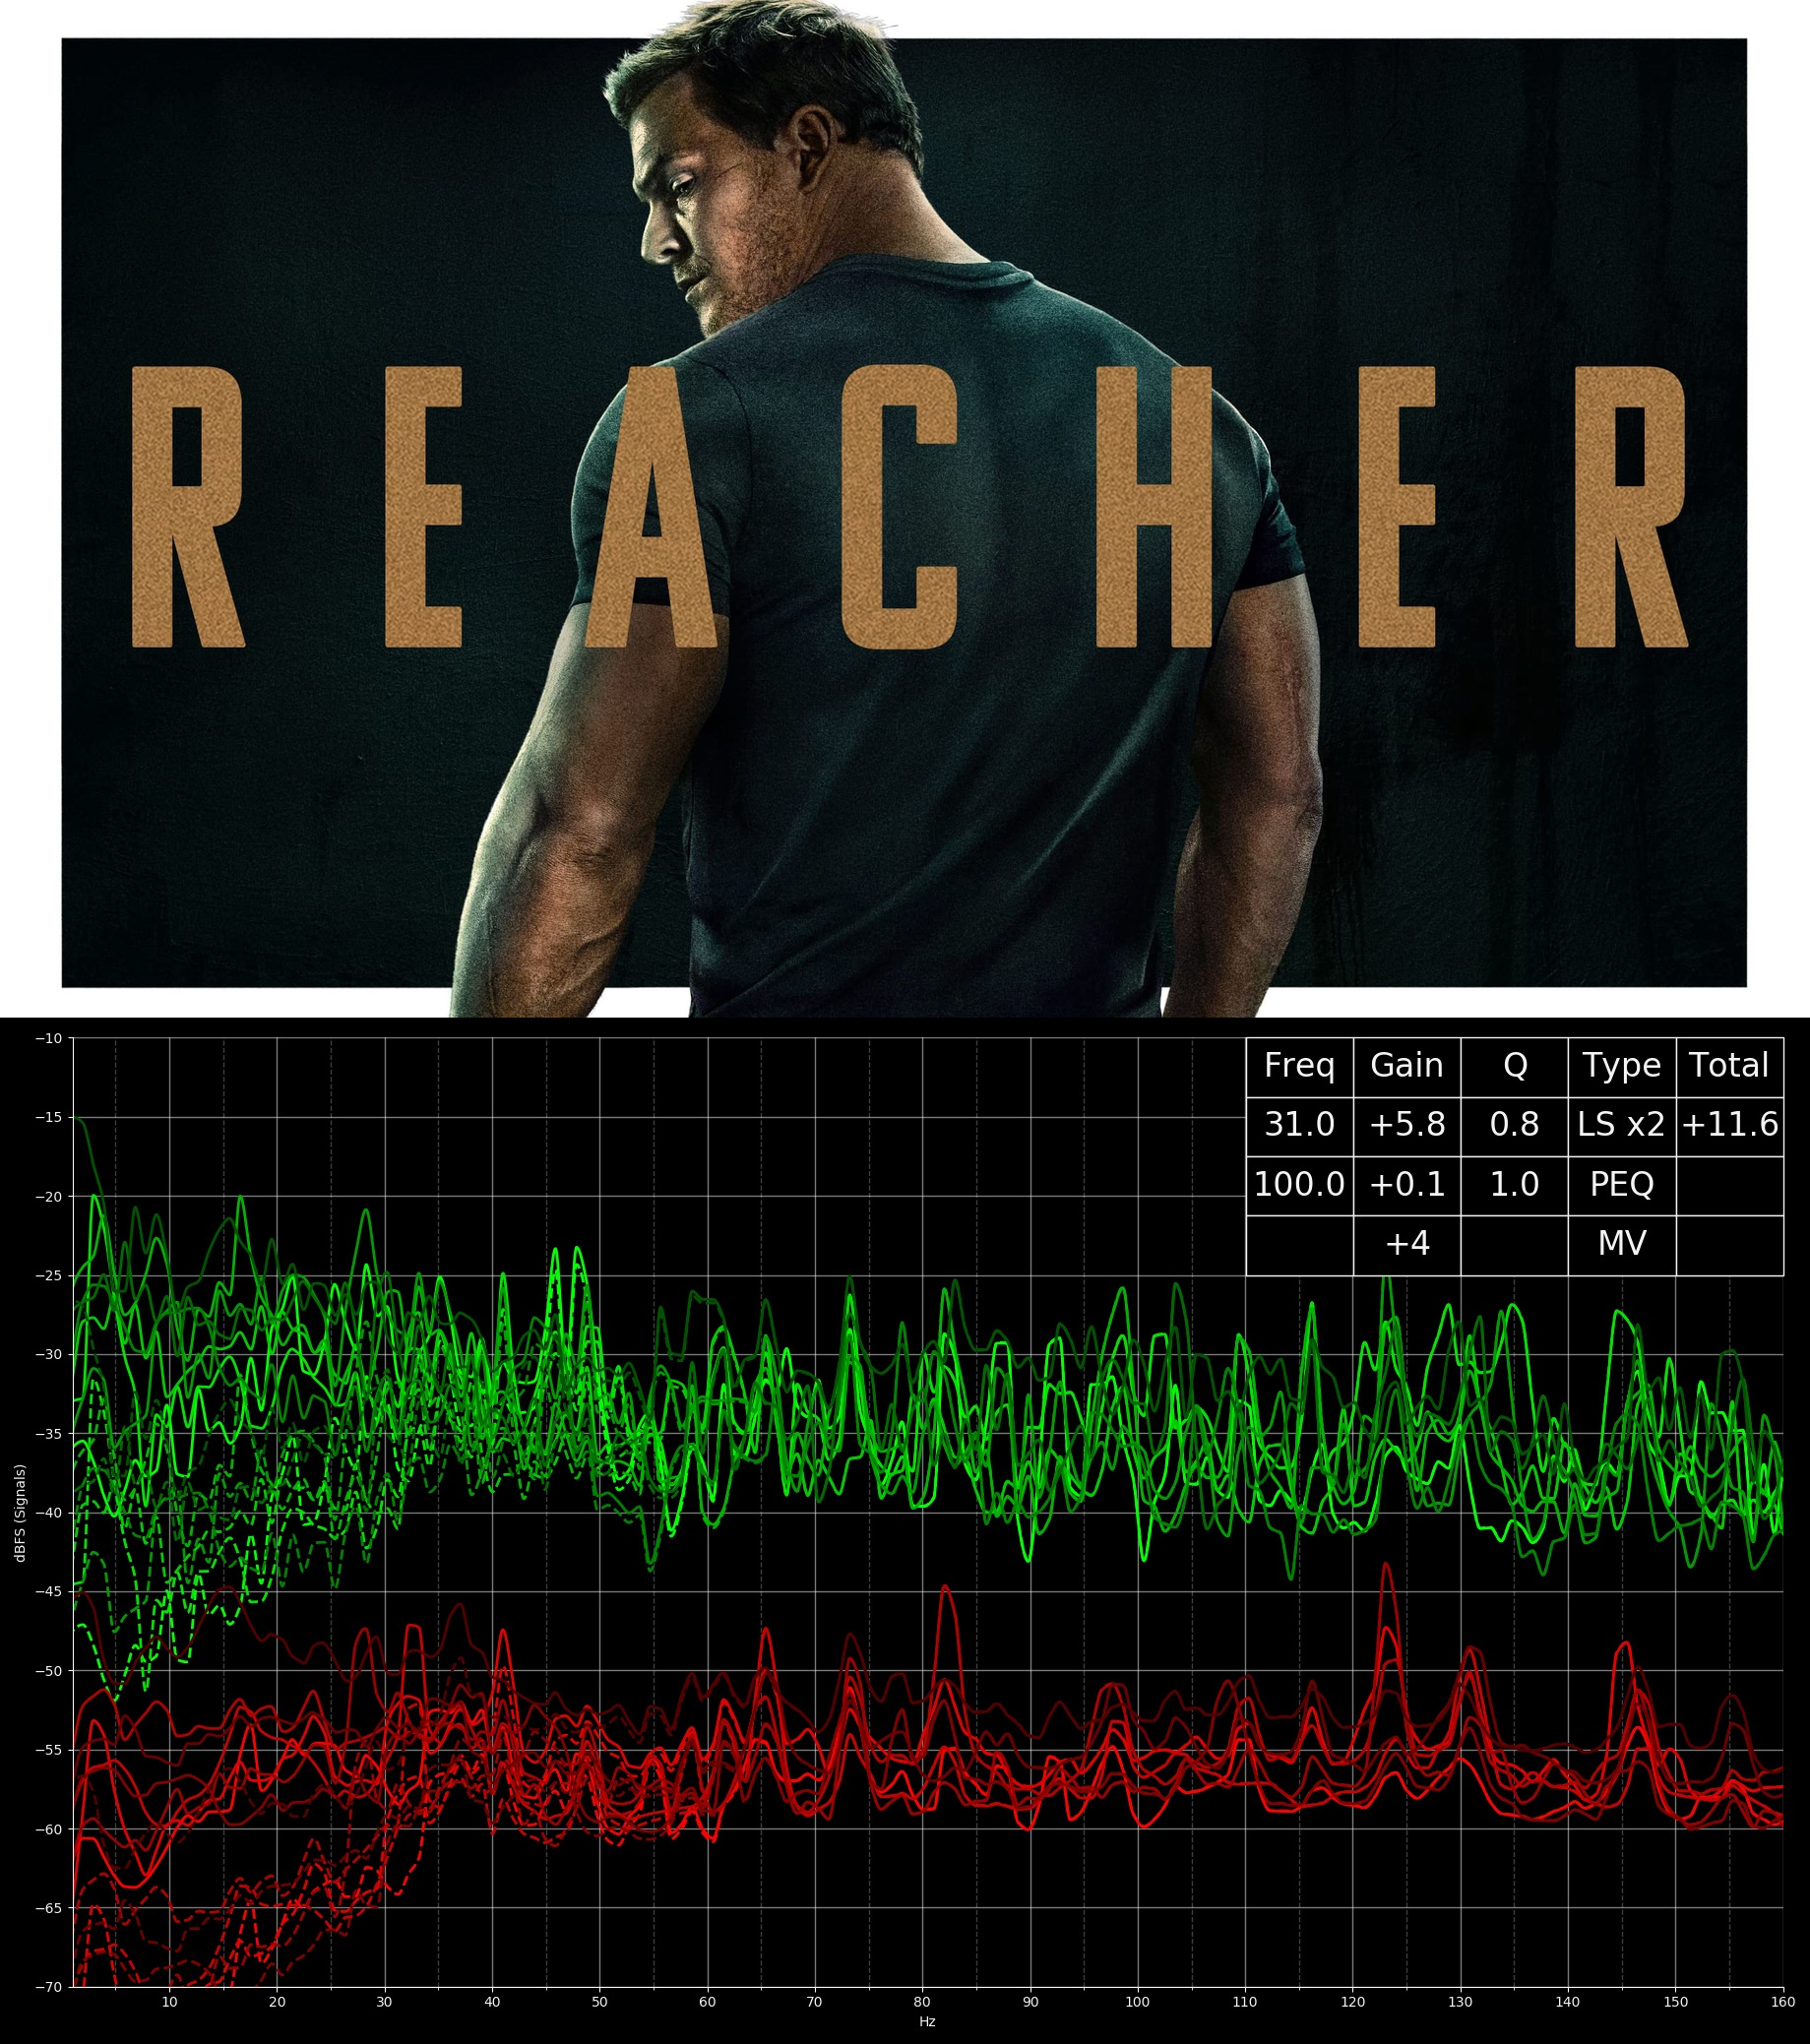 REACHER
Freq Gain Q Type Total
31.0 +5.8 0.8 LS x2 +11.6
100.0 +0.1 1.0 PEQ
+4 MV
−10
−15
−20
−25
−30
−35
−40
−45
−50
−55
−60
−65
−70
dBFS (Signals)
10 20 30 40 50 60 70 80 90 100 110 120 130 140 150 160
Hz